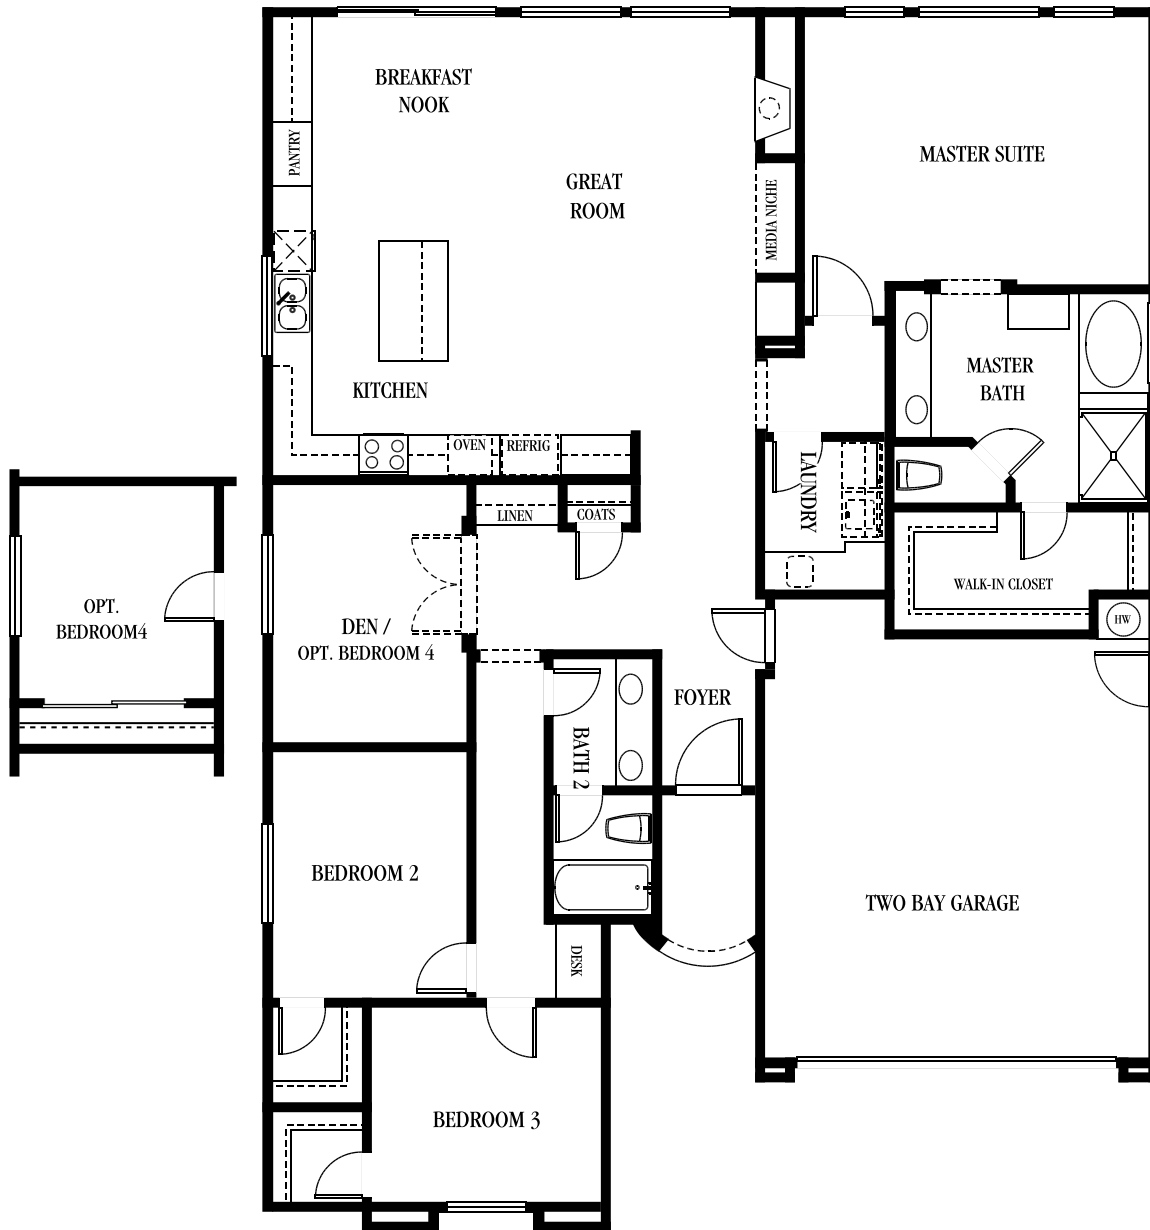 BREAKFAST
NOOK
PANTRY
GREAT
ROOM
MEDIA NICHE
MASTER SUITE
KITCHEN
MASTER
BATH
OVEN
REFRIG
LAUNDRY
LINEN
COATS
WALK-IN CLOSET
HW
OPT.
BEDROOM4
DEN /
OPT. BEDROOM 4
FOYER
BATH 2
BEDROOM 2
TWO BAY GARAGE
DESK
BEDROOM 3